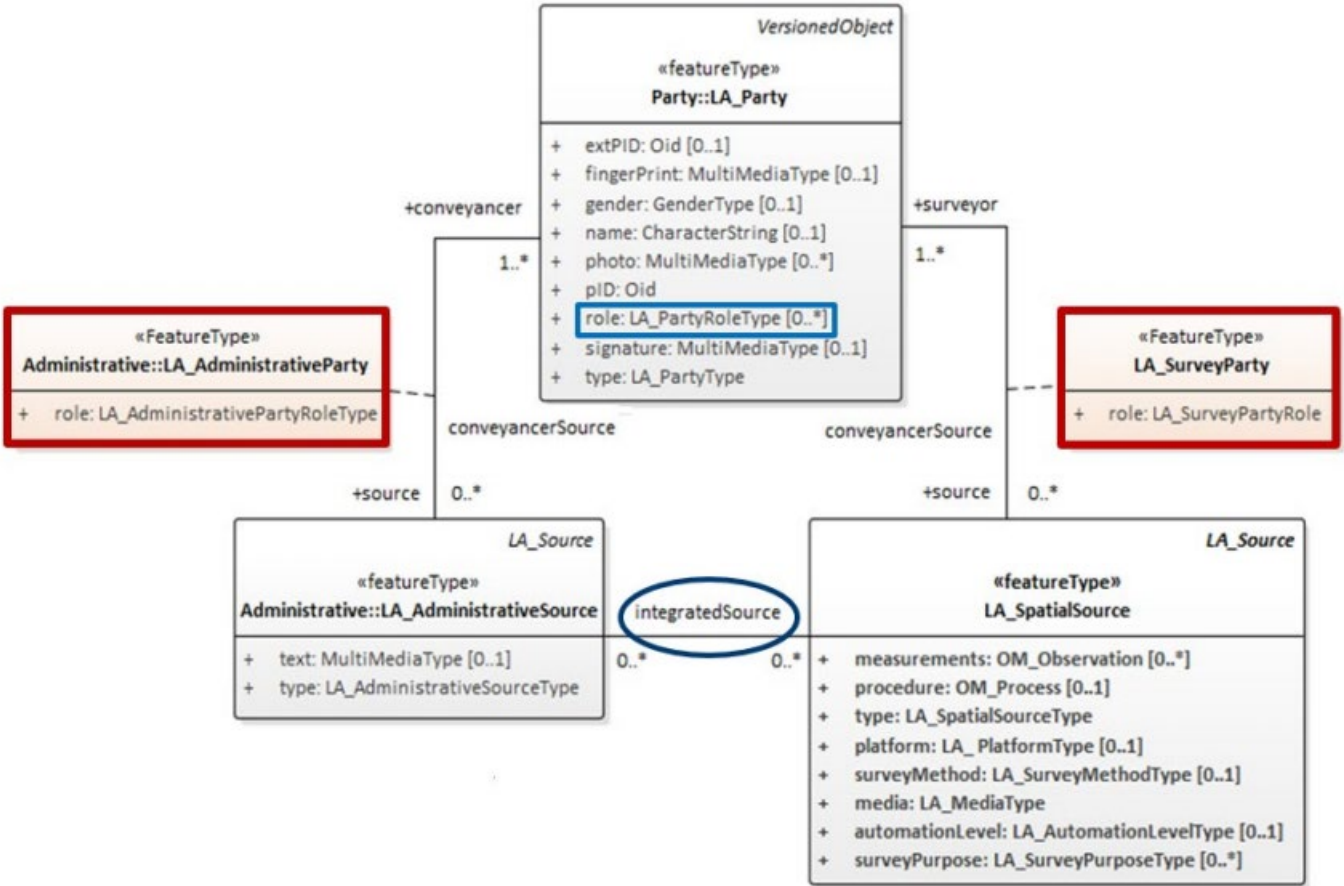 VersionedObject
«featureType»
Party::LA_Party
+ extPID: Oid [0..1]
+ fingerPrint: MultiMediaType [0..1]
+ gender: GenderType [0..1]
+ name: CharacterString [0..1]
+ photo: MultiMediaType [0..*]
+ pID: Oid
+ role: LA_PartyRoleType [0..*]
+ signature: MultiMediaType [0..1]
+ type: LA_PartyType
+conveyancer
1..*
+surveyor
1..*
«FeatureType»
Administrative::LA_AdministrativeParty
+ role: LA_AdministrativePartyRoleType
«FeatureType»
LA_SurveyParty
+ role: LA_SurveyPartyRole
conveyancerSource
conveyancerSource
+source 0..*
+source 0..*
LA_Source
«featureType»
Administrative::LA_AdministrativeSource
+ text: MultiMediaType [0..1]
+ type: LA_AdministrativeSourceType
integratedSource
0..* 0..*
LA_Source
«featureType»
LA_SpatialSource
+ measurements: OM_Observation [0..*]
+ procedure: OM_Process [0..1]
+ type: LA_SpatialSourceType
+ platform: LA_ PlatformType [0..1]
+ surveyMethod: LA_SurveyMethodType [0..1]
+ media: LA_MediaType
+ automationLevel: LA_AutomationLevelType [0..1]
+ surveyPurpose: LA_SurveyPurposeType [0..*]